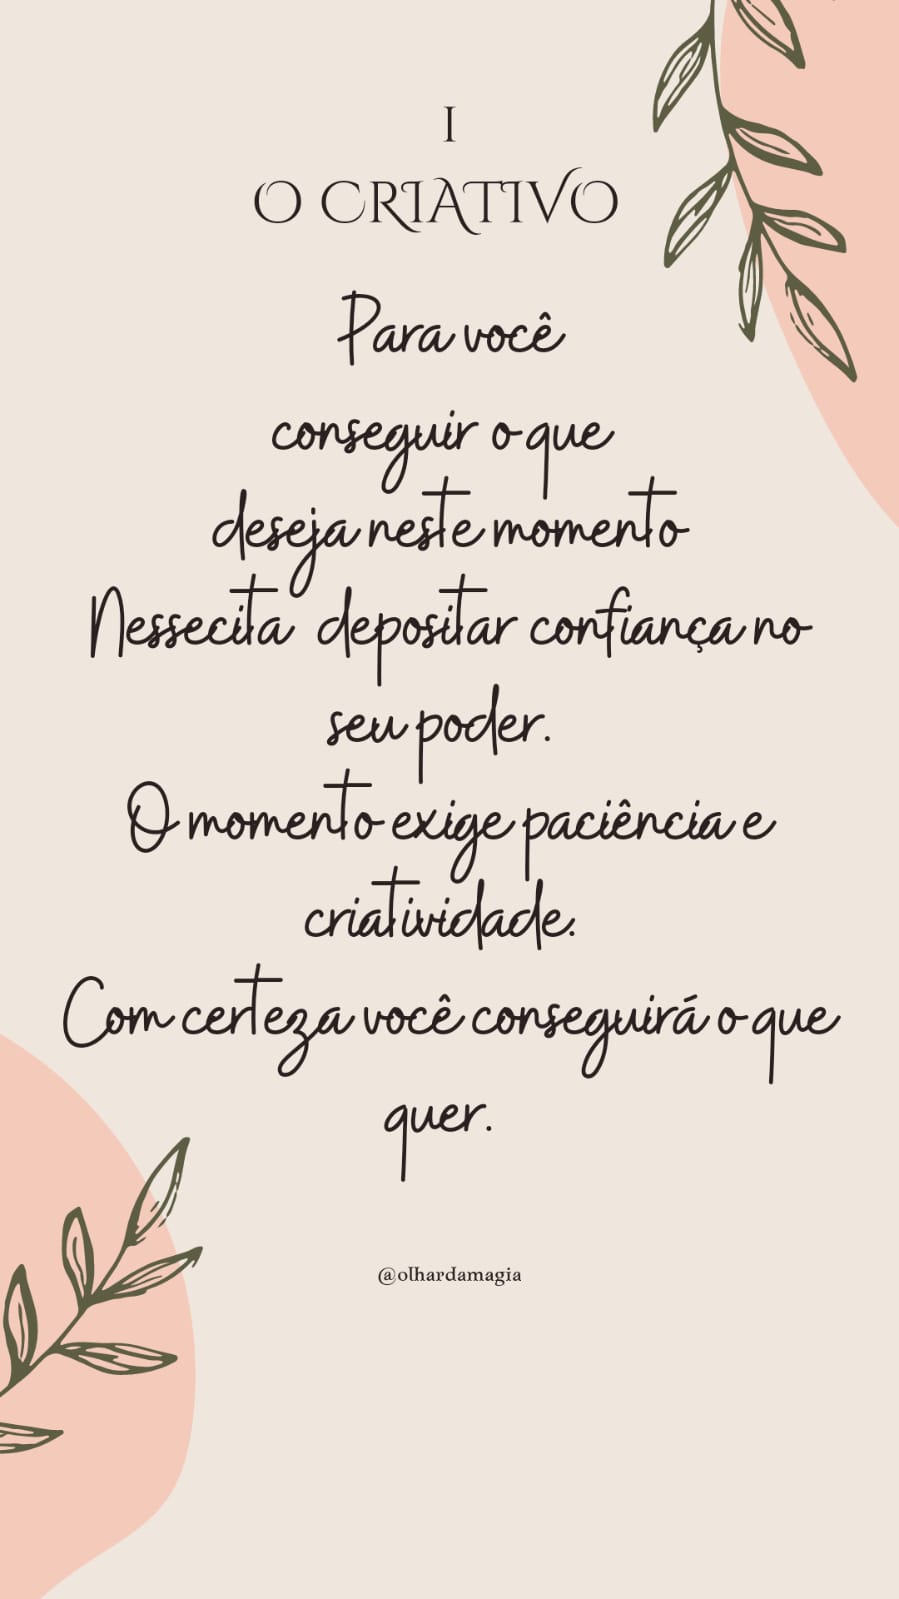 I
O CRIATIVO
Para você
conseguir o que
deseja neste momento
Nessecita depositar confiança no
seu poder.
O momento exige paciência e
criatividade.
Com certeza você conseguirá o que
quer.
@olhardamagia